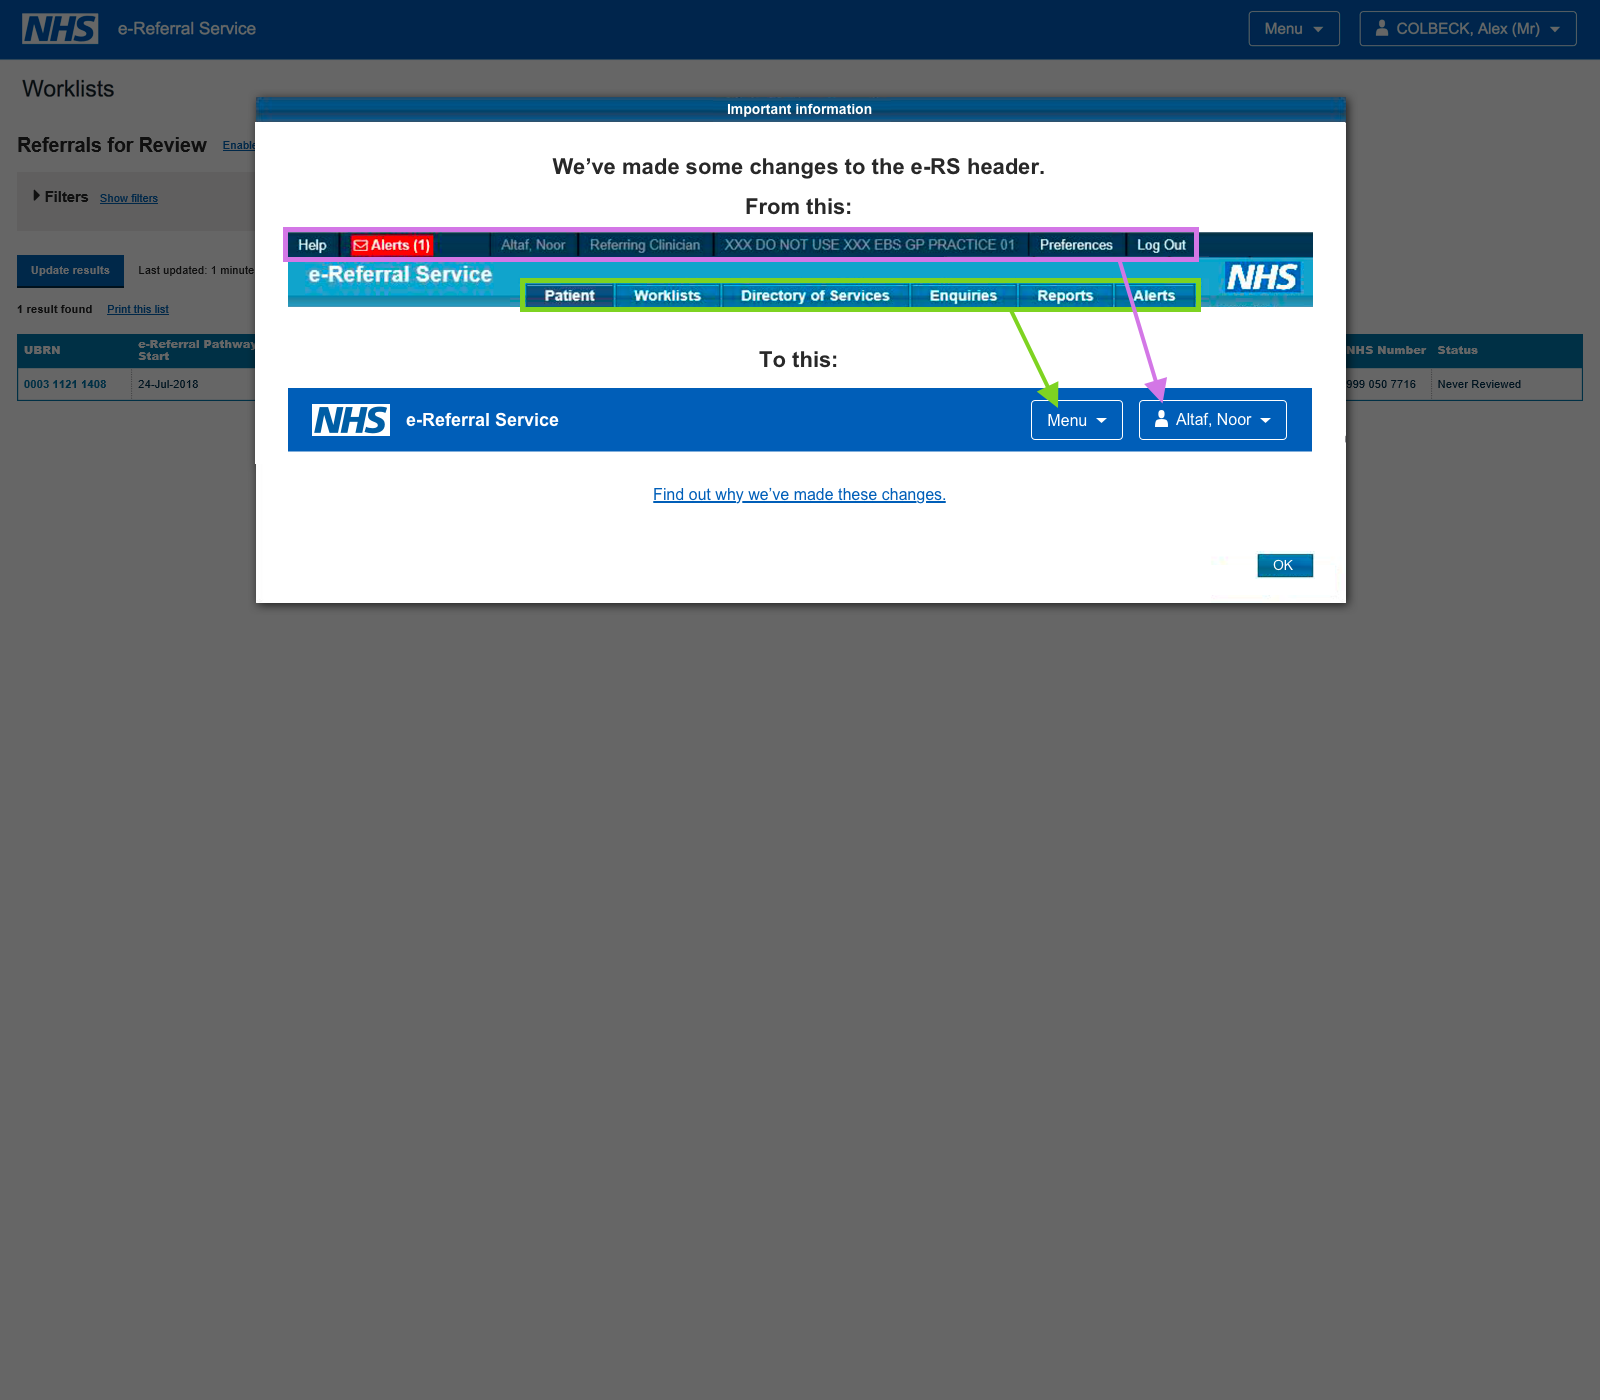 NHS e-Referral Service Menu COLBECK, Alex (Mr)
Worklists
Important information
Referrals for Review Enable
We've made some changes to the e-RS header.
Filters Show filters
From this:
Help Alerts (1) Altaf, Noor Referring Clinician XXX DO NOT USE XXX EBS GP PRACTICE 01 Preferences Log Out
e-Referral Service NHS
Patient Worklists Directory of Services Enquiries Reports Alerts
Update results Last updated: 1 minute
1 result found Print this list
To this:
UBRN e-Referral Pathway Start NHS Number Status
0003 1121 1408 24-Jul-2018 999 050 7716 Never Reviewed
NHS e-Referral Service Menu Altaf, Noor
Find out why we've made these changes.
OK